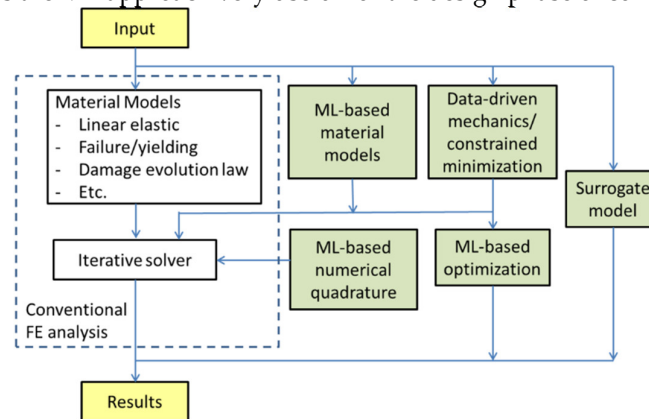 Input
Material Models
- Linear elastic
- Failure/yielding
- Damage evolution law
- Etc.
ML-based
material
models
Data-driven
mechanics/
constrained
minimization
Surrogate
model
Iterative solver
ML-based
numerical
quadrature
ML-based
optimization
Conventional
FE analysis
Results